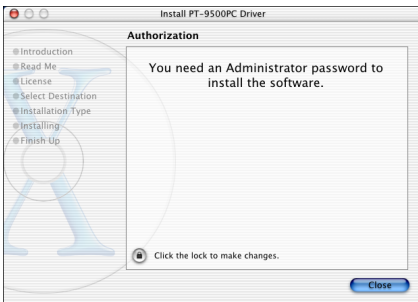 Install PT-9500PC Driver
Authorization
Introduction
Read Me
License
Select Destination
Installation Type
Installing
Finish Up
You need an Administrator password to
install the software.
Click the lock to make changes.
Close